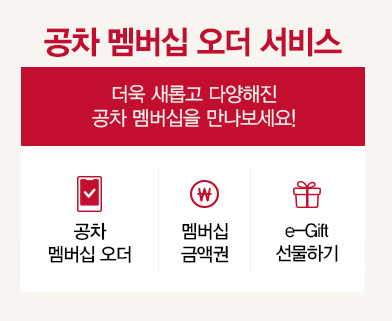 공차 멤버십 오더 서비스
더욱 새롭고 다양해진
공차 멤버십을 만나보세요!
공차
멤버십 오더
멤버십
금액권
e-Gift
선물하기